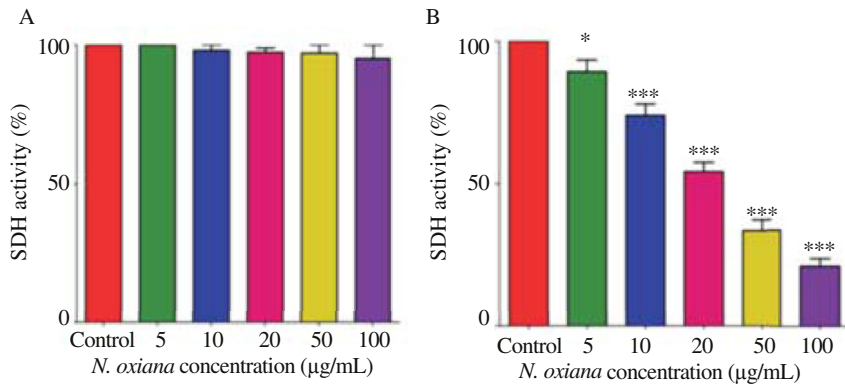 A
SDH activity (%)
100
50
0
Control 5 10 20 50 100
N. oxiana concentration (µg/mL)
B
SDH activity (%)
100
50
0
*
***
***
***
***
Control 5 10 20 50 100
N. oxiana concentration (µg/mL)